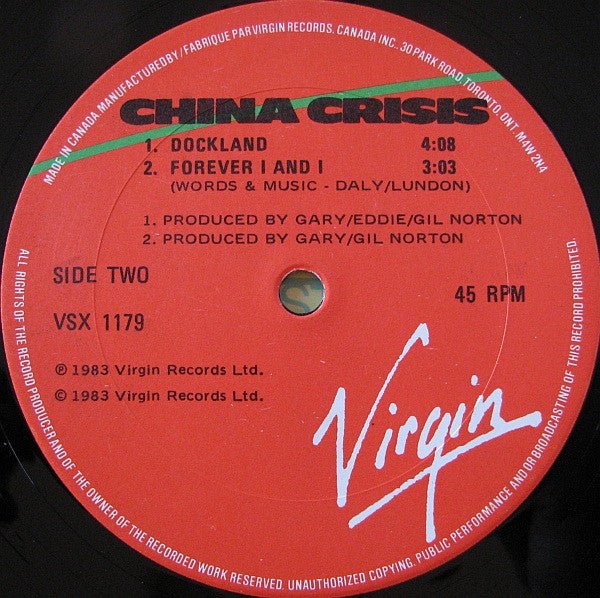 MADE IN CANADA. MANUFACTURED BY / FABRIQUE PAR VIRGIN RECORDS. CANADA INC., 30 PARK ROAD, TORONTO, ONT. M4W 2N4
CHINA CRISIS
1. DOCKLAND 4:08
2. FOREVER I AND I 3:03
(WORDS & MUSIC - DALY/LUNDON)
1. PRODUCED BY GARY/EDDIE/GIL NORTON
2. PRODUCED BY GARY/GIL NORTON
SIDE TWO
45 RPM
VSX 1179
℗ 1983 Virgin Records Ltd.
© 1983 Virgin Records Ltd.
Virgin
ALL RIGHTS OF THE RECORD PRODUCER AND OF THE OWNER OF THE RECORDED WORK RESERVED. UNAUTHORIZED COPYING. PUBLIC PERFORMANCE AND/OR BROADCASTING OF THIS RECORD PROHIBITED.